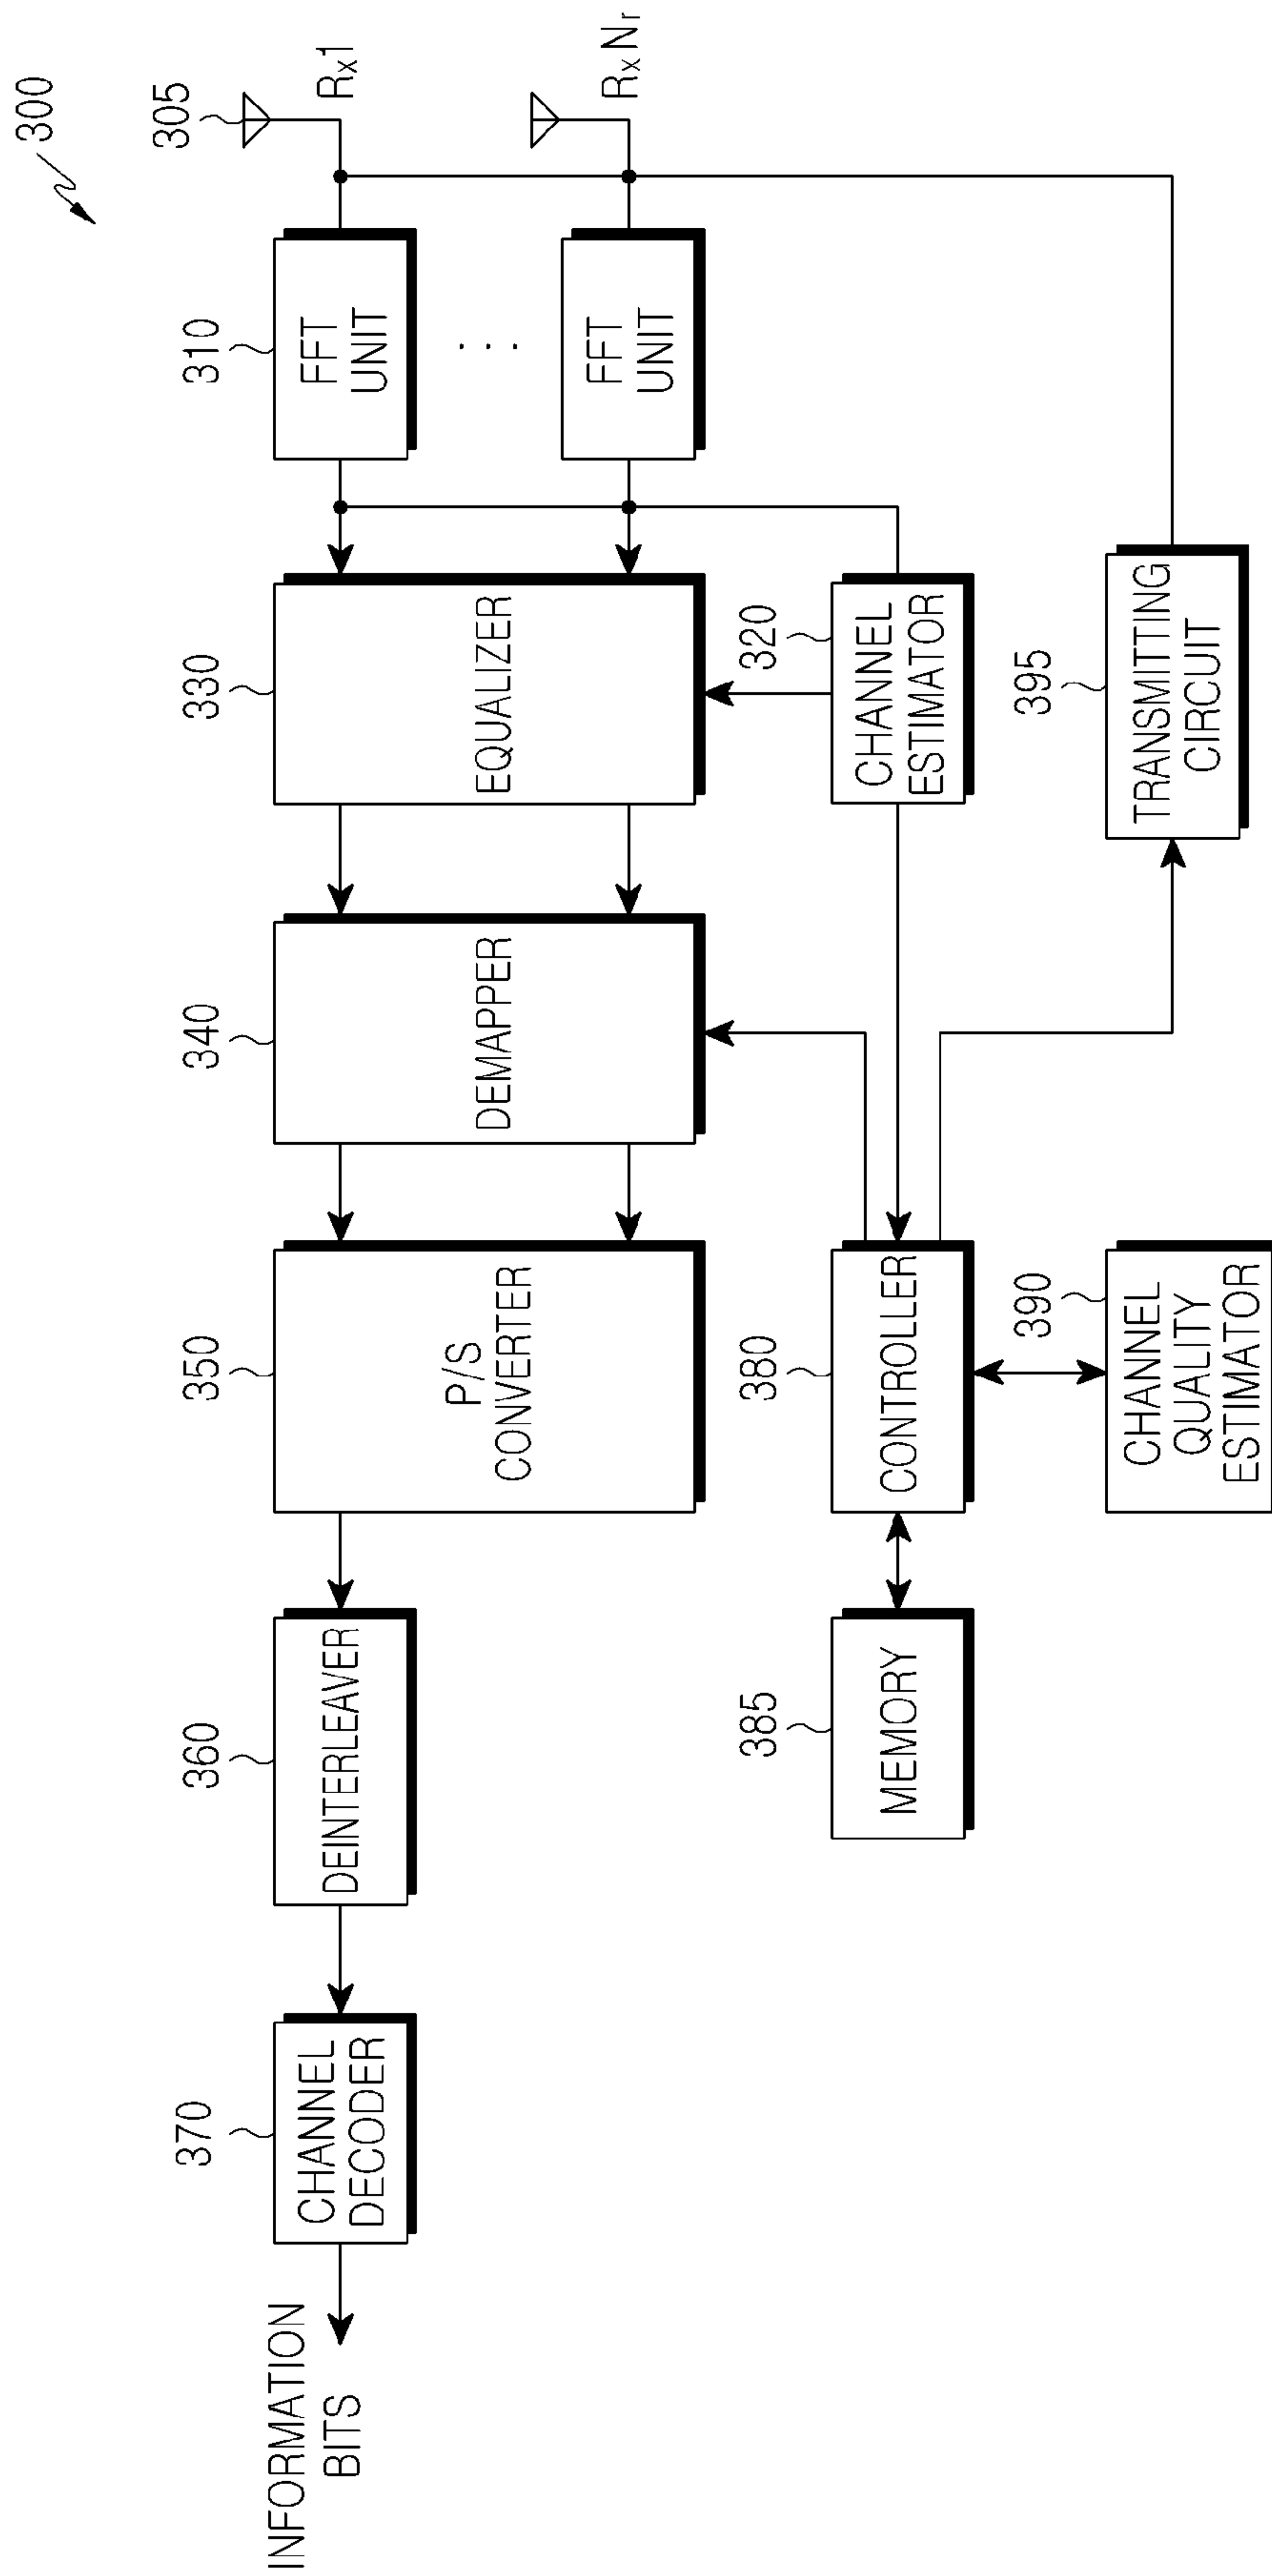 300
305
Rx1
RxNr
310
FFT
UNIT
. . .
FFT
UNIT
330
EQUALIZER
320
CHANNEL
ESTIMATOR
395
TRANSMITTING
CIRCUIT
340
DEMAPPER
350
P/S
CONVERTER
380
CONTROLLER
390
CHANNEL
QUALITY
ESTIMATOR
360
DEINTERLEAVER
385
MEMORY
370
CHANNEL
DECODER
INFORMATION
BITS